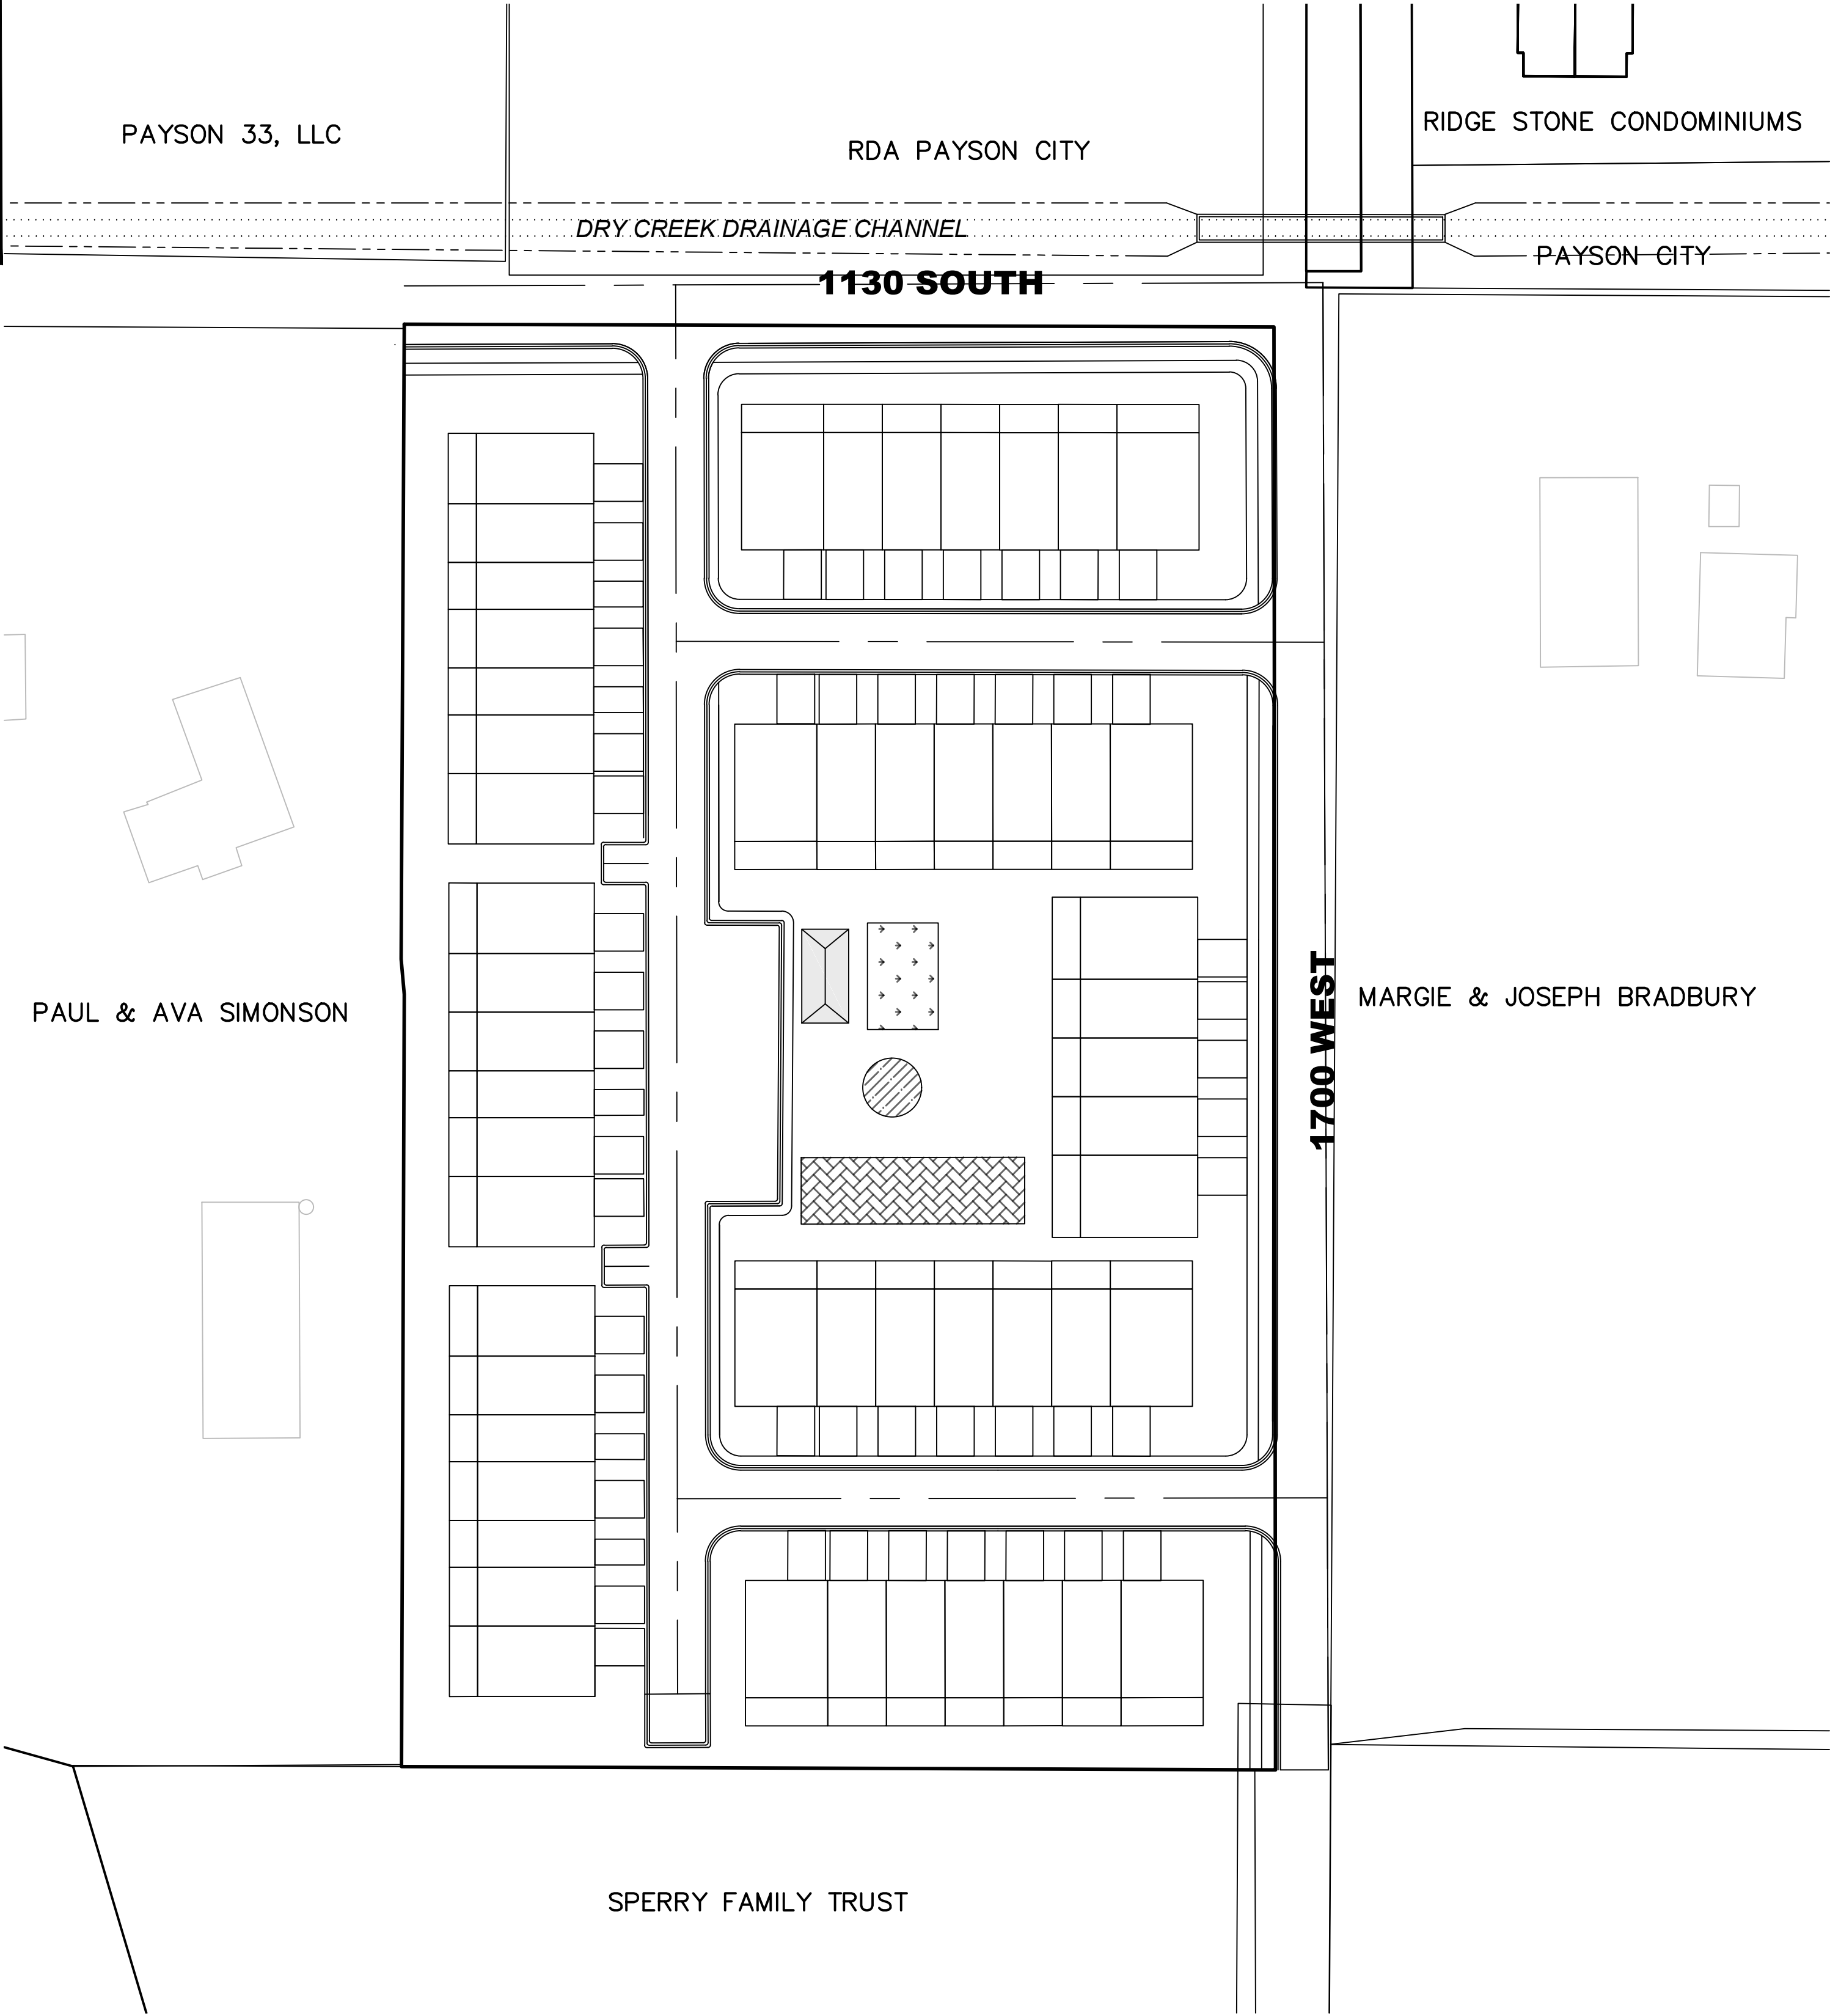 RIDGE STONE CONDOMINIUMS
PAYSON 33, LLC
RDA PAYSON CITY
DRY CREEK DRAINAGE CHANNEL
PAYSON CITY
1130 SOUTH
PAUL & AVA SIMONSON
MARGIE & JOSEPH BRADBURY
1700 WEST
SPERRY FAMILY TRUST